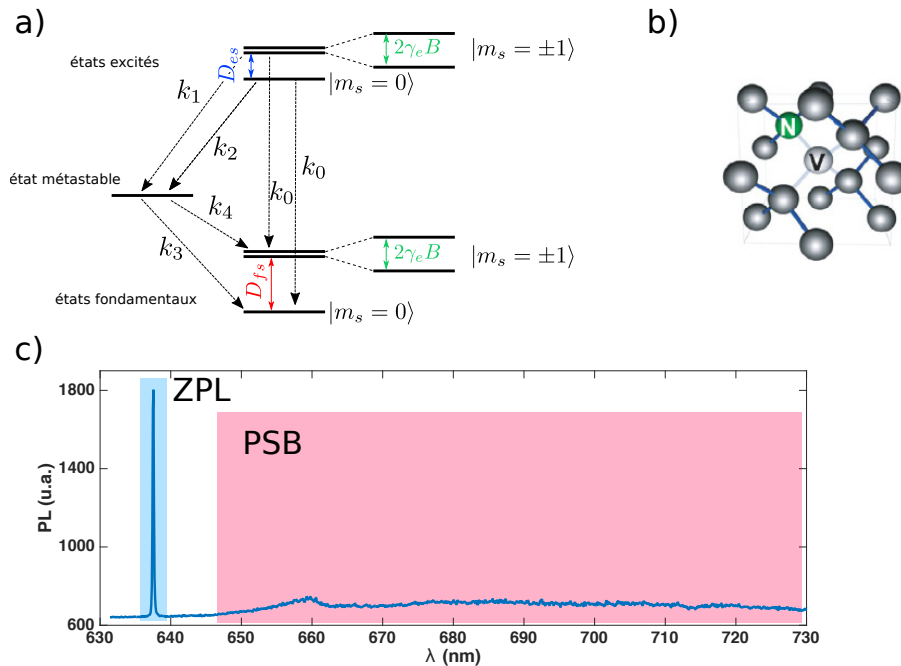 a)
états excités
D_es
2γ_eB
|m_s = ±1⟩
|m_s = 0⟩
k_1
k_2
k_0
k_0
état métastable
k_4
k_3
2γ_eB
|m_s = ±1⟩
D_fs
états fondamentaux
|m_s = 0⟩
b)
N
V
c)
ZPL
PSB
PL (u.a.)
1800
1400
1000
600
630
640
650
660
670
680
690
700
710
720
730
λ (nm)